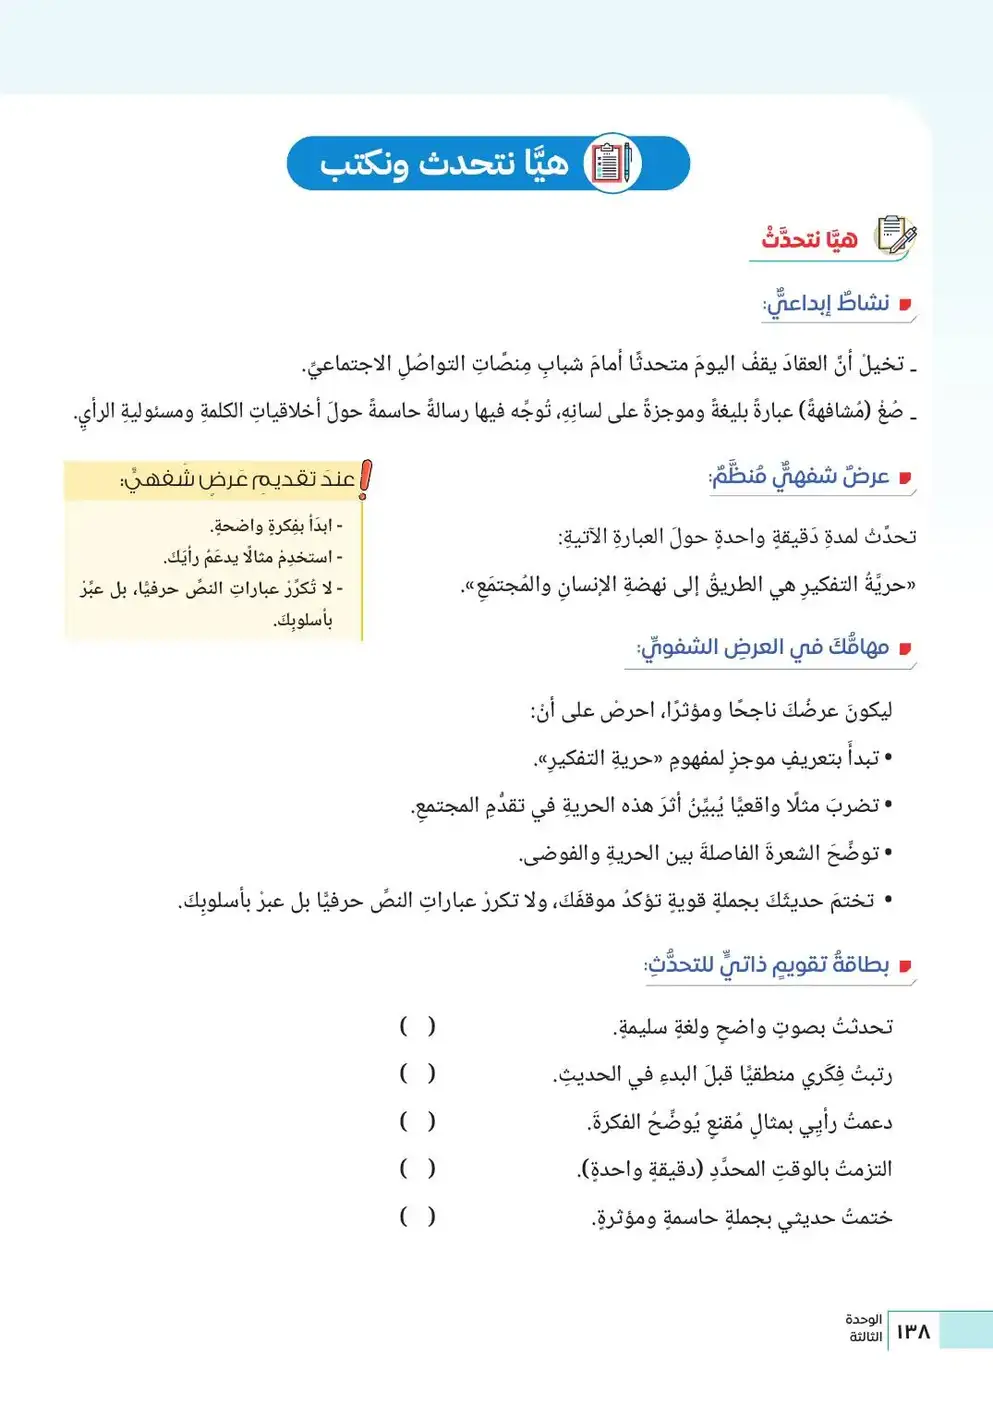 هيَّا نتحدث ونكتب
هيَّا نتحدَّثْ
نشاطٌ إبداعيٌّ:
ـ تخيلْ أنَّ العقادَ يقفُ اليومَ متحدثًا أمامَ شبابِ مِنصَّاتِ التواصُلِ الاجتماعيِّ.
ـ صُغْ (مُشافهةً) عبارةً بليغةً وموجزةً على لسانِهِ، تُوجِّه فيها رسالةً حاسمةً حولَ أخلاقياتِ الكلمةِ ومسئوليةِ الرأيِ.
عرضٌ شفهيٌّ مُنظَّمٌ:
تحدَّثْ لمدةِ دَقيقةٍ واحدةٍ حولَ العبارةِ الآتيةِ:
«حريَّةُ التفكيرِ هي الطريقُ إلى نهضةِ الإنسانِ والمُجتمَعِ».
عندَ تقديمِ عَرضٍ شَفهيٍّ:
- ابدَأْ بفِكرةٍ واضحةٍ.
- استخدِمْ مثالًا يدعَمُ رأيَكَ.
- لا تُكرِّرْ عباراتِ النصِّ حرفيًّا، بل عبِّرْ
بأسلوبِكَ.
مهامُّكَ في العرضِ الشفويِّ:
ليكونَ عرضُكَ ناجحًا ومؤثرًا، احرصْ على أنْ:
• تبدأَ بتعريفٍ موجزٍ لمفهومِ «حريةِ التفكيرِ».
• تضربَ مثلًا واقعيًّا يُبيِّنُ أثرَ هذه الحريةِ في تقدُّمِ المجتمعِ.
• توضِّحَ الشعرةَ الفاصلةَ بين الحريةِ والفوضى.
• تختمَ حديثَكَ بجملةٍ قويةٍ تؤكدُ موقفَكَ، ولا تكررْ عباراتِ النصِّ حرفيًّا بل عبرْ بأسلوبِكَ.
بطاقةُ تقويمٍ ذاتيٍّ للتحدُّثِ:
تحدثتُ بصوتٍ واضحٍ ولغةٍ سليمةٍ. ( )
رتبتُ فِكَري منطقيًّا قبلَ البدءِ في الحديثِ. ( )
دعمتُ رأيِي بمثالٍ مُقنعٍ يُوضِّحُ الفكرةَ. ( )
التزمتُ بالوقتِ المحدَّدِ (دقيقةٍ واحدةٍ). ( )
ختمتُ حديثي بجملةٍ حاسمةٍ ومؤثرةٍ. ( )
١٣٨
الوحدة
الثالثة